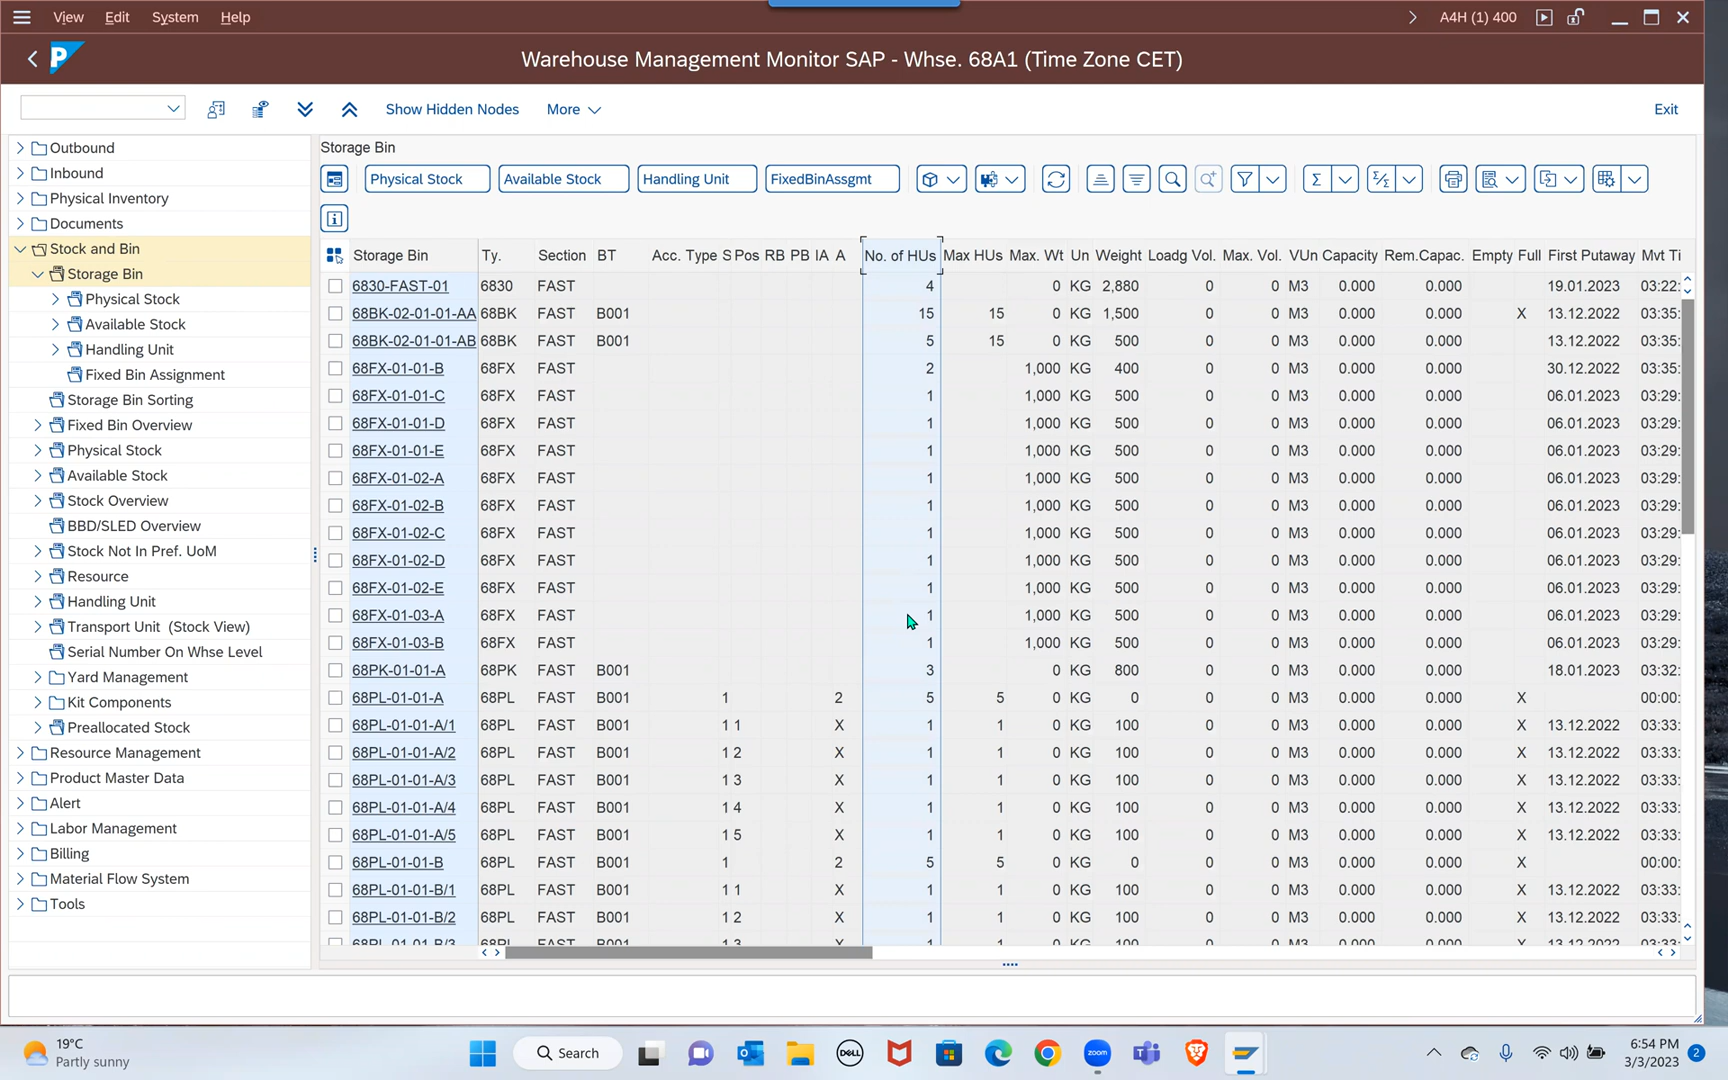 View Edit System Help A4H (1) 400
Warehouse Management Monitor SAP - Whse. 68A1 (Time Zone CET)
Show Hidden Nodes More Exit
Outbound
Inbound
Physical Inventory
Documents
Stock and Bin
Storage Bin
Physical Stock
Available Stock
Handling Unit
Fixed Bin Assignment
Storage Bin Sorting
Fixed Bin Overview
Physical Stock
Available Stock
Stock Overview
BBD/SLED Overview
Stock Not In Pref. UoM
Resource
Handling Unit
Transport Unit (Stock View)
Serial Number On Whse Level
Yard Management
Kit Components
Preallocated Stock
Resource Management
Product Master Data
Alert
Labor Management
Billing
Material Flow System
Tools
Storage Bin
Physical Stock Available Stock Handling Unit FixedBinAssgmt
Storage Bin Ty. Section BT Acc. Type S Pos RB PB IA A No. of HUs Max HUs Max. Wt Un Weight Loadg Vol. Max. Vol. VUn Capacity Rem.Capac. Empty Full First Putaway Mvt Ti
6830-FAST-01 6830 FAST 4 0 KG 2,880 0 0 M3 0.000 0.000 19.01.2023 03:22:
68BK-02-01-01-AA 68BK FAST B001 15 15 0 KG 1,500 0 0 M3 0.000 0.000 X 13.12.2022 03:35:
68BK-02-01-01-AB 68BK FAST B001 5 15 0 KG 500 0 0 M3 0.000 0.000 13.12.2022 03:35:
68FX-01-01-B 68FX FAST 2 1,000 KG 400 0 0 M3 0.000 0.000 30.12.2022 03:35:
68FX-01-01-C 68FX FAST 1 1,000 KG 500 0 0 M3 0.000 0.000 06.01.2023 03:29:
68FX-01-01-D 68FX FAST 1 1,000 KG 500 0 0 M3 0.000 0.000 06.01.2023 03:29:
68FX-01-01-E 68FX FAST 1 1,000 KG 500 0 0 M3 0.000 0.000 06.01.2023 03:29:
68FX-01-02-A 68FX FAST 1 1,000 KG 500 0 0 M3 0.000 0.000 06.01.2023 03:29:
68FX-01-02-B 68FX FAST 1 1,000 KG 500 0 0 M3 0.000 0.000 06.01.2023 03:29:
68FX-01-02-C 68FX FAST 1 1,000 KG 500 0 0 M3 0.000 0.000 06.01.2023 03:29:
68FX-01-02-D 68FX FAST 1 1,000 KG 500 0 0 M3 0.000 0.000 06.01.2023 03:29:
68FX-01-02-E 68FX FAST 1 1,000 KG 500 0 0 M3 0.000 0.000 06.01.2023 03:29:
68FX-01-03-A 68FX FAST 1 1,000 KG 500 0 0 M3 0.000 0.000 06.01.2023 03:29:
68FX-01-03-B 68FX FAST 1 1,000 KG 500 0 0 M3 0.000 0.000 06.01.2023 03:29:
68PK-01-01-A 68PK FAST B001 3 0 KG 800 0 0 M3 0.000 0.000 18.01.2023 03:32:
68PL-01-01-A 68PL FAST B001 1 2 5 5 0 KG 0 0 0 M3 0.000 0.000 X 00:00:
68PL-01-01-A/1 68PL FAST B001 1 1 X 1 1 0 KG 100 0 0 M3 0.000 0.000 X 13.12.2022 03:33:
68PL-01-01-A/2 68PL FAST B001 1 2 X 1 1 0 KG 100 0 0 M3 0.000 0.000 X 13.12.2022 03:33:
68PL-01-01-A/3 68PL FAST B001 1 3 X 1 1 0 KG 100 0 0 M3 0.000 0.000 X 13.12.2022 03:33:
68PL-01-01-A/4 68PL FAST B001 1 4 X 1 1 0 KG 100 0 0 M3 0.000 0.000 X 13.12.2022 03:33:
68PL-01-01-A/5 68PL FAST B001 1 5 X 1 1 0 KG 100 0 0 M3 0.000 0.000 X 13.12.2022 03:33:
68PL-01-01-B 68PL FAST B001 1 2 5 5 0 KG 0 0 0 M3 0.000 0.000 X 00:00:
68PL-01-01-B/1 68PL FAST B001 1 1 X 1 1 0 KG 100 0 0 M3 0.000 0.000 X 13.12.2022 03:33:
68PL-01-01-B/2 68PL FAST B001 1 2 X 1 1 0 KG 100 0 0 M3 0.000 0.000 X 13.12.2022 03:33:
68PL-01-01-B/3 68PL FAST B001 1 3 X 1 1 0 KG 100 0 0 M3 0.000 0.000 X 13.12.2022 03:33:
19°C
Partly sunny
Search
DELL
zoom
6:54 PM
3/3/2023
2